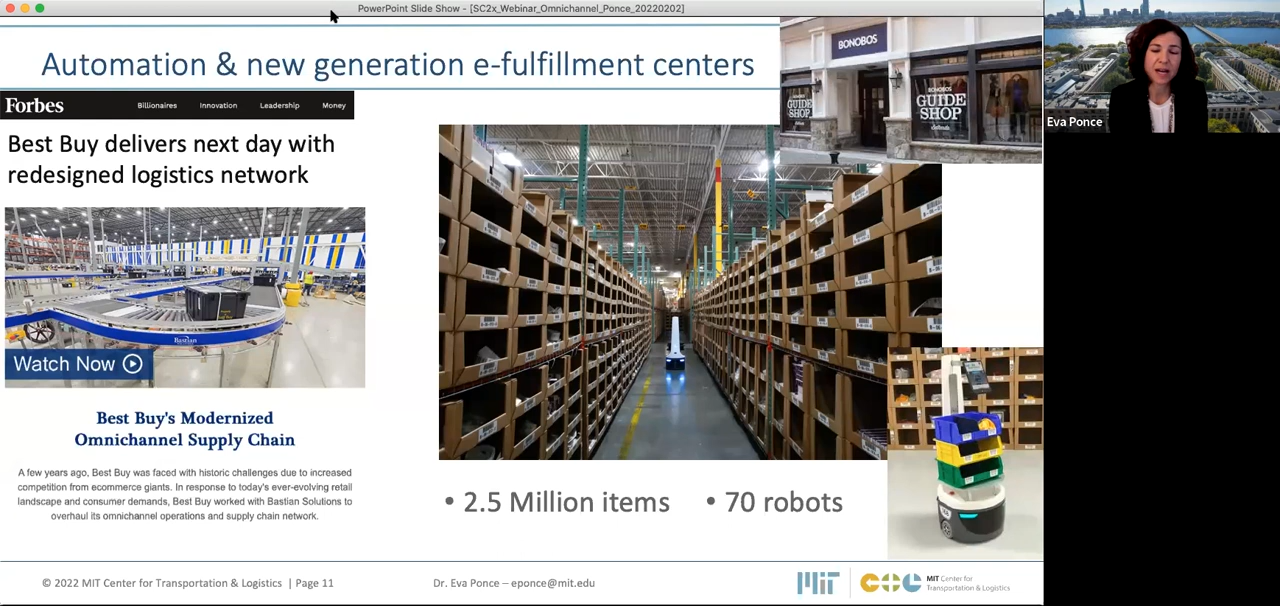 PowerPoint Slide Show - [SC2x_Webinar_Omnichannel_Ponce_20220202]
Automation & new generation e-fulfillment centers
BONOBOS
GUIDE
SHOP
GUIDE
SHOP
Eva Ponce
Forbes
Billionaires Innovation Leadership Money
Best Buy delivers next day with
redesigned logistics network
Bastian
Watch Now
Best Buy's Modernized
Omnichannel Supply Chain
A few years ago, Best Buy was faced with historic challenges due to increased
competition from ecommerce giants. In response to today's ever-evolving retail
landscape and consumer demands, Best Buy worked with Bastian Solutions to
overhaul its omnichannel operations and supply chain network.
• 2.5 Million items • 70 robots
© 2022 MIT Center for Transportation & Logistics | Page 11
Dr. Eva Ponce – eponce@mit.edu
MIT
CTL
MIT Center for
Transportation & Logistics